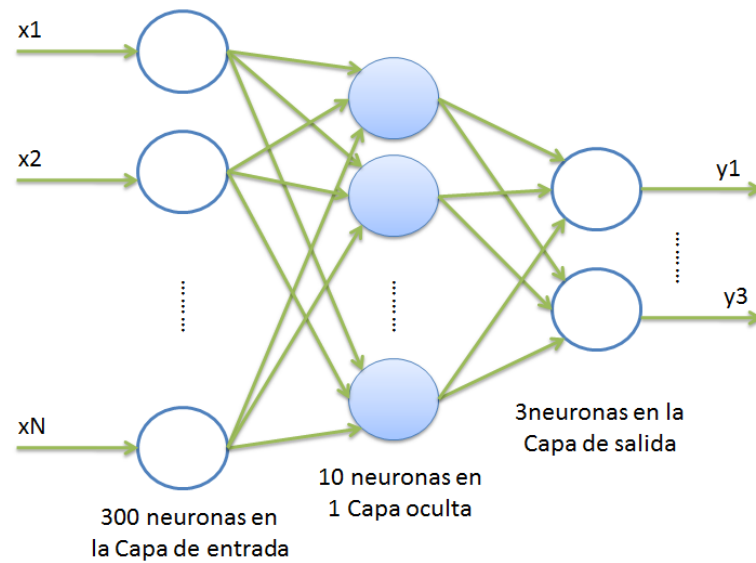 x1
x2
xN
y1
y3
300 neuronas en
la Capa de entrada
10 neuronas en
1 Capa oculta
3neuronas en la
Capa de salida